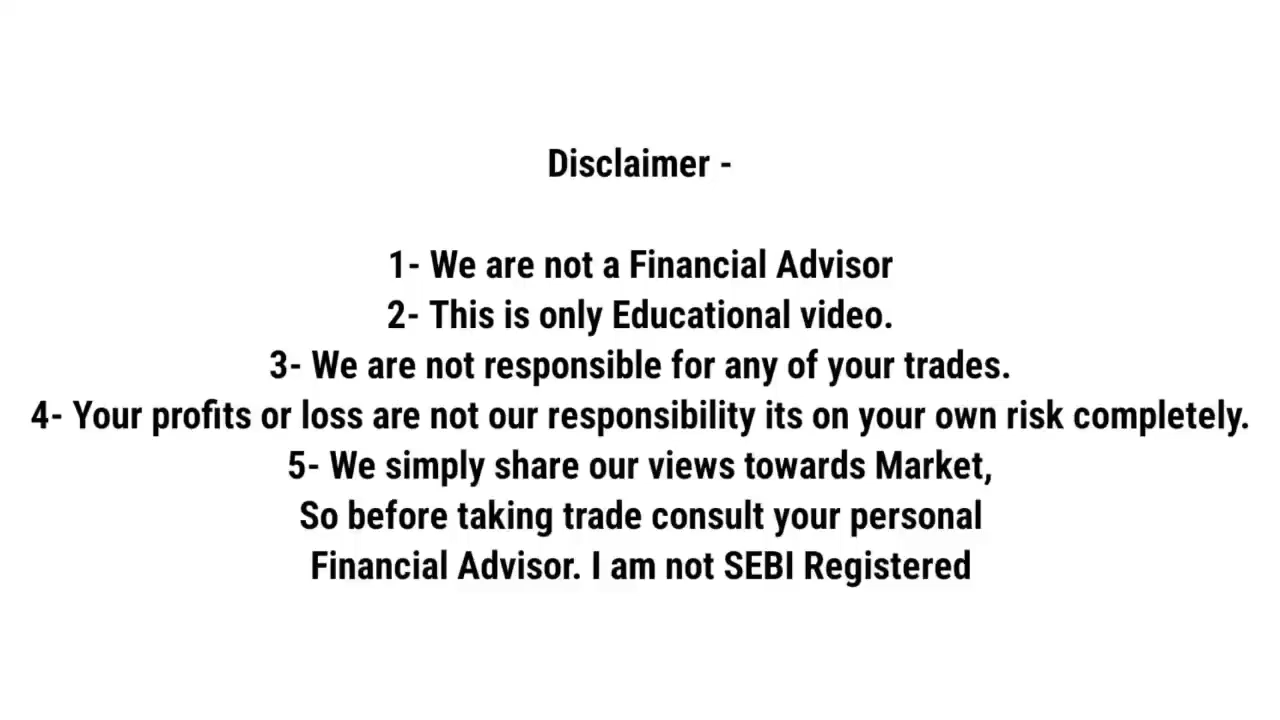 Disclaimer -
1- We are not a Financial Advisor
2- This is only Educational video.
3- We are not responsible for any of your trades.
4- Your profits or loss are not our responsibility its on your own risk completely.
5- We simply share our views towards Market,
So before taking trade consult your personal
Financial Advisor. I am not SEBI Registered